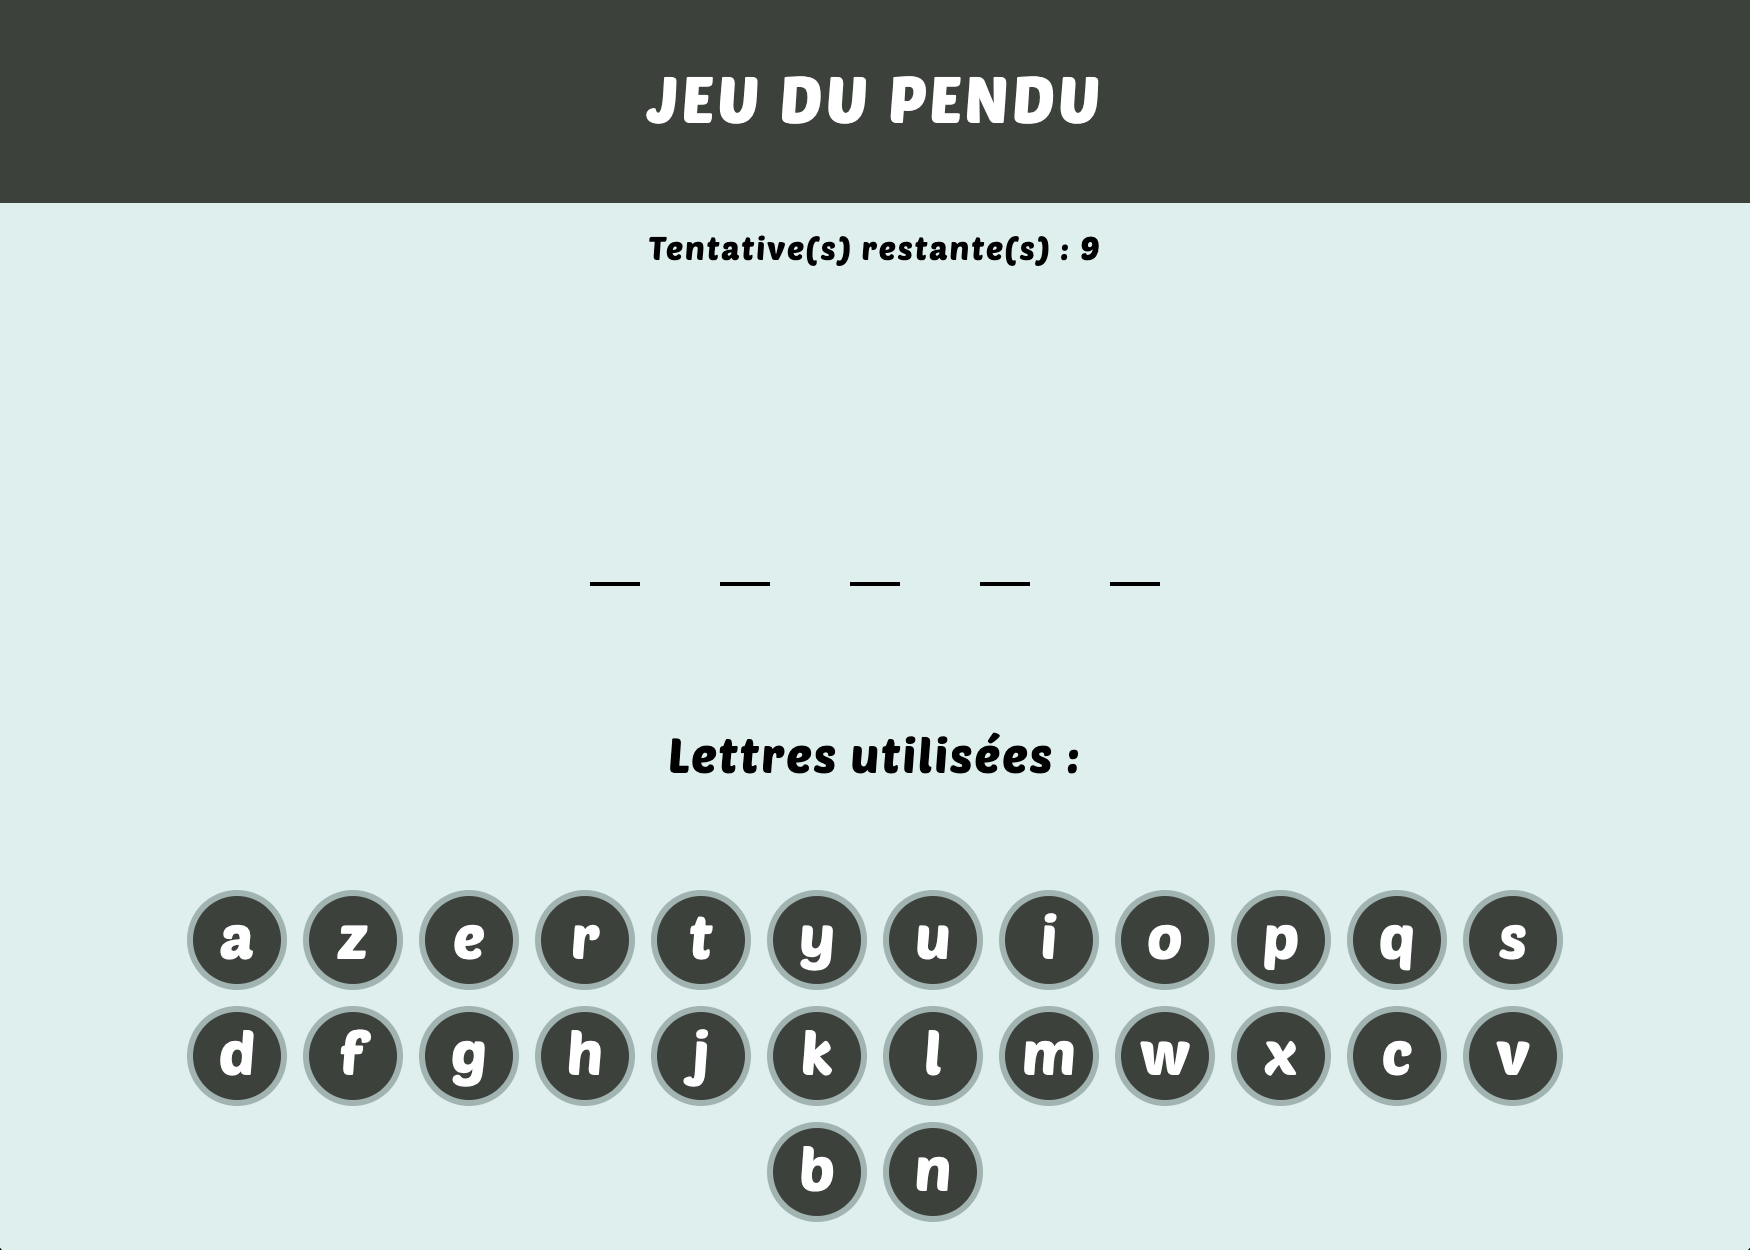 JEU DU PENDU
Tentative(s) restante(s) : 9
_ _ _ _ _
Lettres utilisées :
a z e r t y u i o p q s
d f g h j k l m w x c v
b n